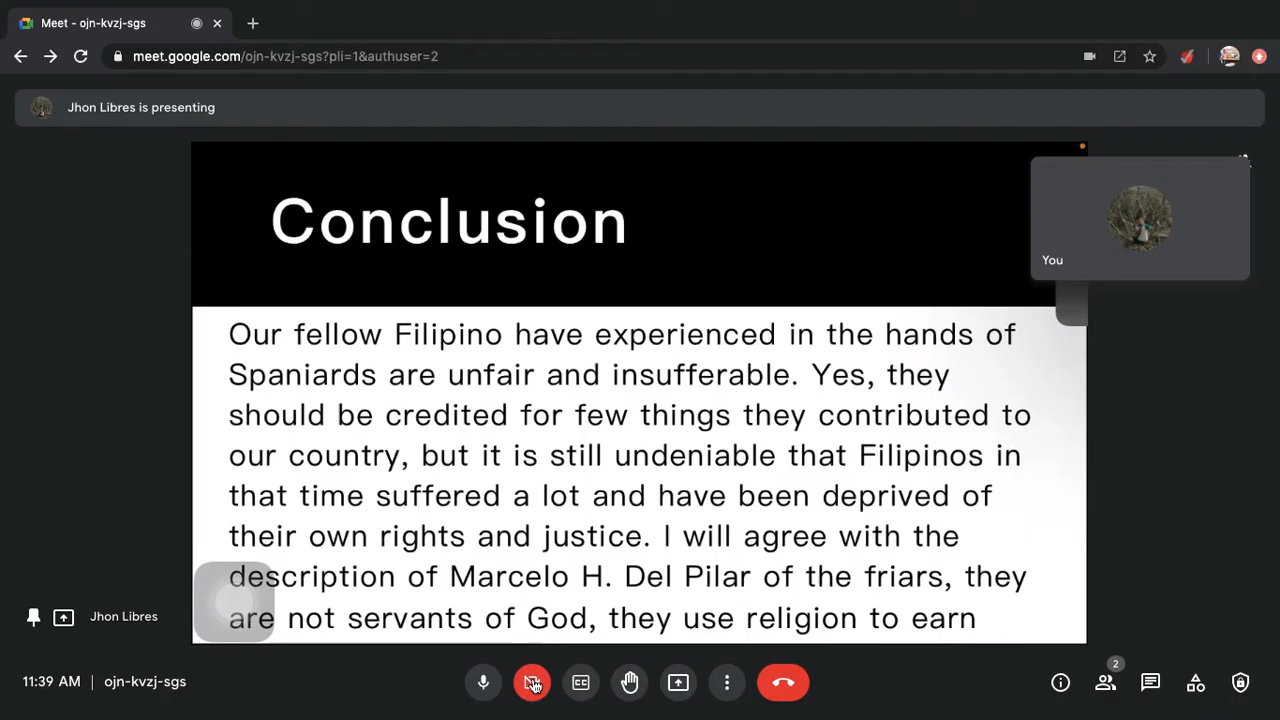 Meet - ojn-kvzj-sgs
meet.google.com/ojn-kvzj-sgs?pli=1&authuser=2
Jhon Libres is presenting
Conclusion
You
Our fellow Filipino have experienced in the hands of
Spaniards are unfair and insufferable. Yes, they
should be credited for few things they contributed to
our country, but it is still undeniable that Filipinos in
that time suffered a lot and have been deprived of
their own rights and justice. I will agree with the
description of Marcelo H. Del Pilar of the friars, they
are not servants of God, they use religion to earn
Jhon Libres
11:39 AM | ojn-kvzj-sgs
CC
2